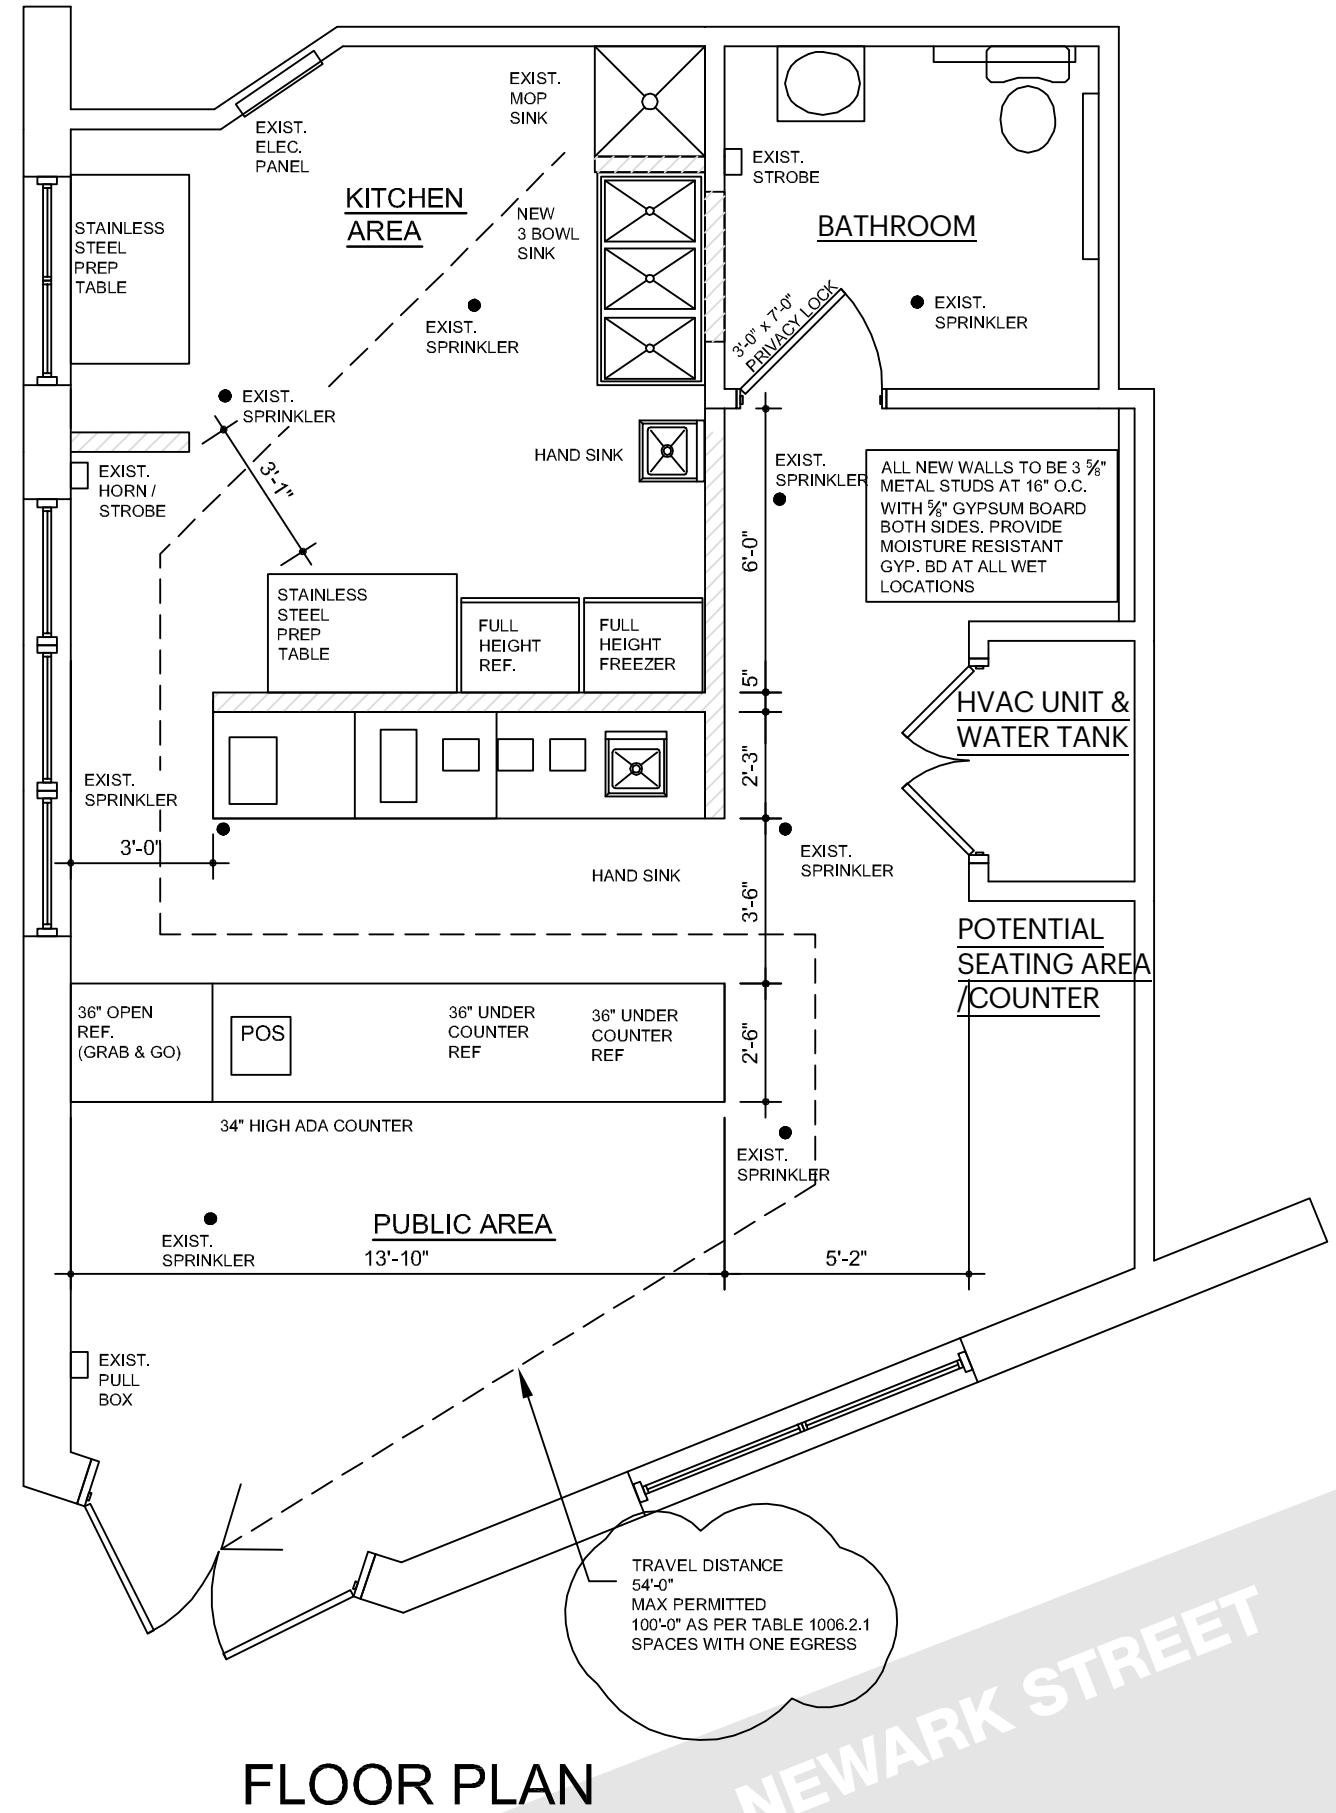 EXIST.
MOP
SINK
EXIST.
ELEC.
PANEL
EXIST.
STROBE
KITCHEN
AREA
NEW
3 BOWL
SINK
BATHROOM
STAINLESS
STEEL
PREP
TABLE
EXIST.
SPRINKLER
3'-0" x 7'-0"
PRIVACY LOCK
EXIST.
SPRINKLER
EXIST.
SPRINKLER
HAND SINK
EXIST.
HORN /
STROBE
3'-1"
EXIST.
SPRINKLER
ALL NEW WALLS TO BE 3 ⅝"
METAL STUDS AT 16" O.C.
WITH ⅝" GYPSUM BOARD
BOTH SIDES. PROVIDE
MOISTURE RESISTANT
GYP. BD AT ALL WET
LOCATIONS
6'-0"
STAINLESS
STEEL
PREP
TABLE
FULL
HEIGHT
REF.
FULL
HEIGHT
FREEZER
5"
HVAC UNIT &
WATER TANK
2'-3"
EXIST.
SPRINKLER
3'-0"
EXIST.
SPRINKLER
HAND SINK
3'-6"
POTENTIAL
SEATING AREA
/COUNTER
36" OPEN
REF.
(GRAB & GO)
POS
36" UNDER
COUNTER
REF
36" UNDER
COUNTER
REF
2'-6"
34" HIGH ADA COUNTER
EXIST.
SPRINKLER
PUBLIC AREA
EXIST.
SPRINKLER
13'-10"
5'-2"
EXIST.
PULL
BOX
TRAVEL DISTANCE
54'-0"
MAX PERMITTED
100'-0" AS PER TABLE 1006.2.1
SPACES WITH ONE EGRESS
NEWARK STREET
FLOOR PLAN